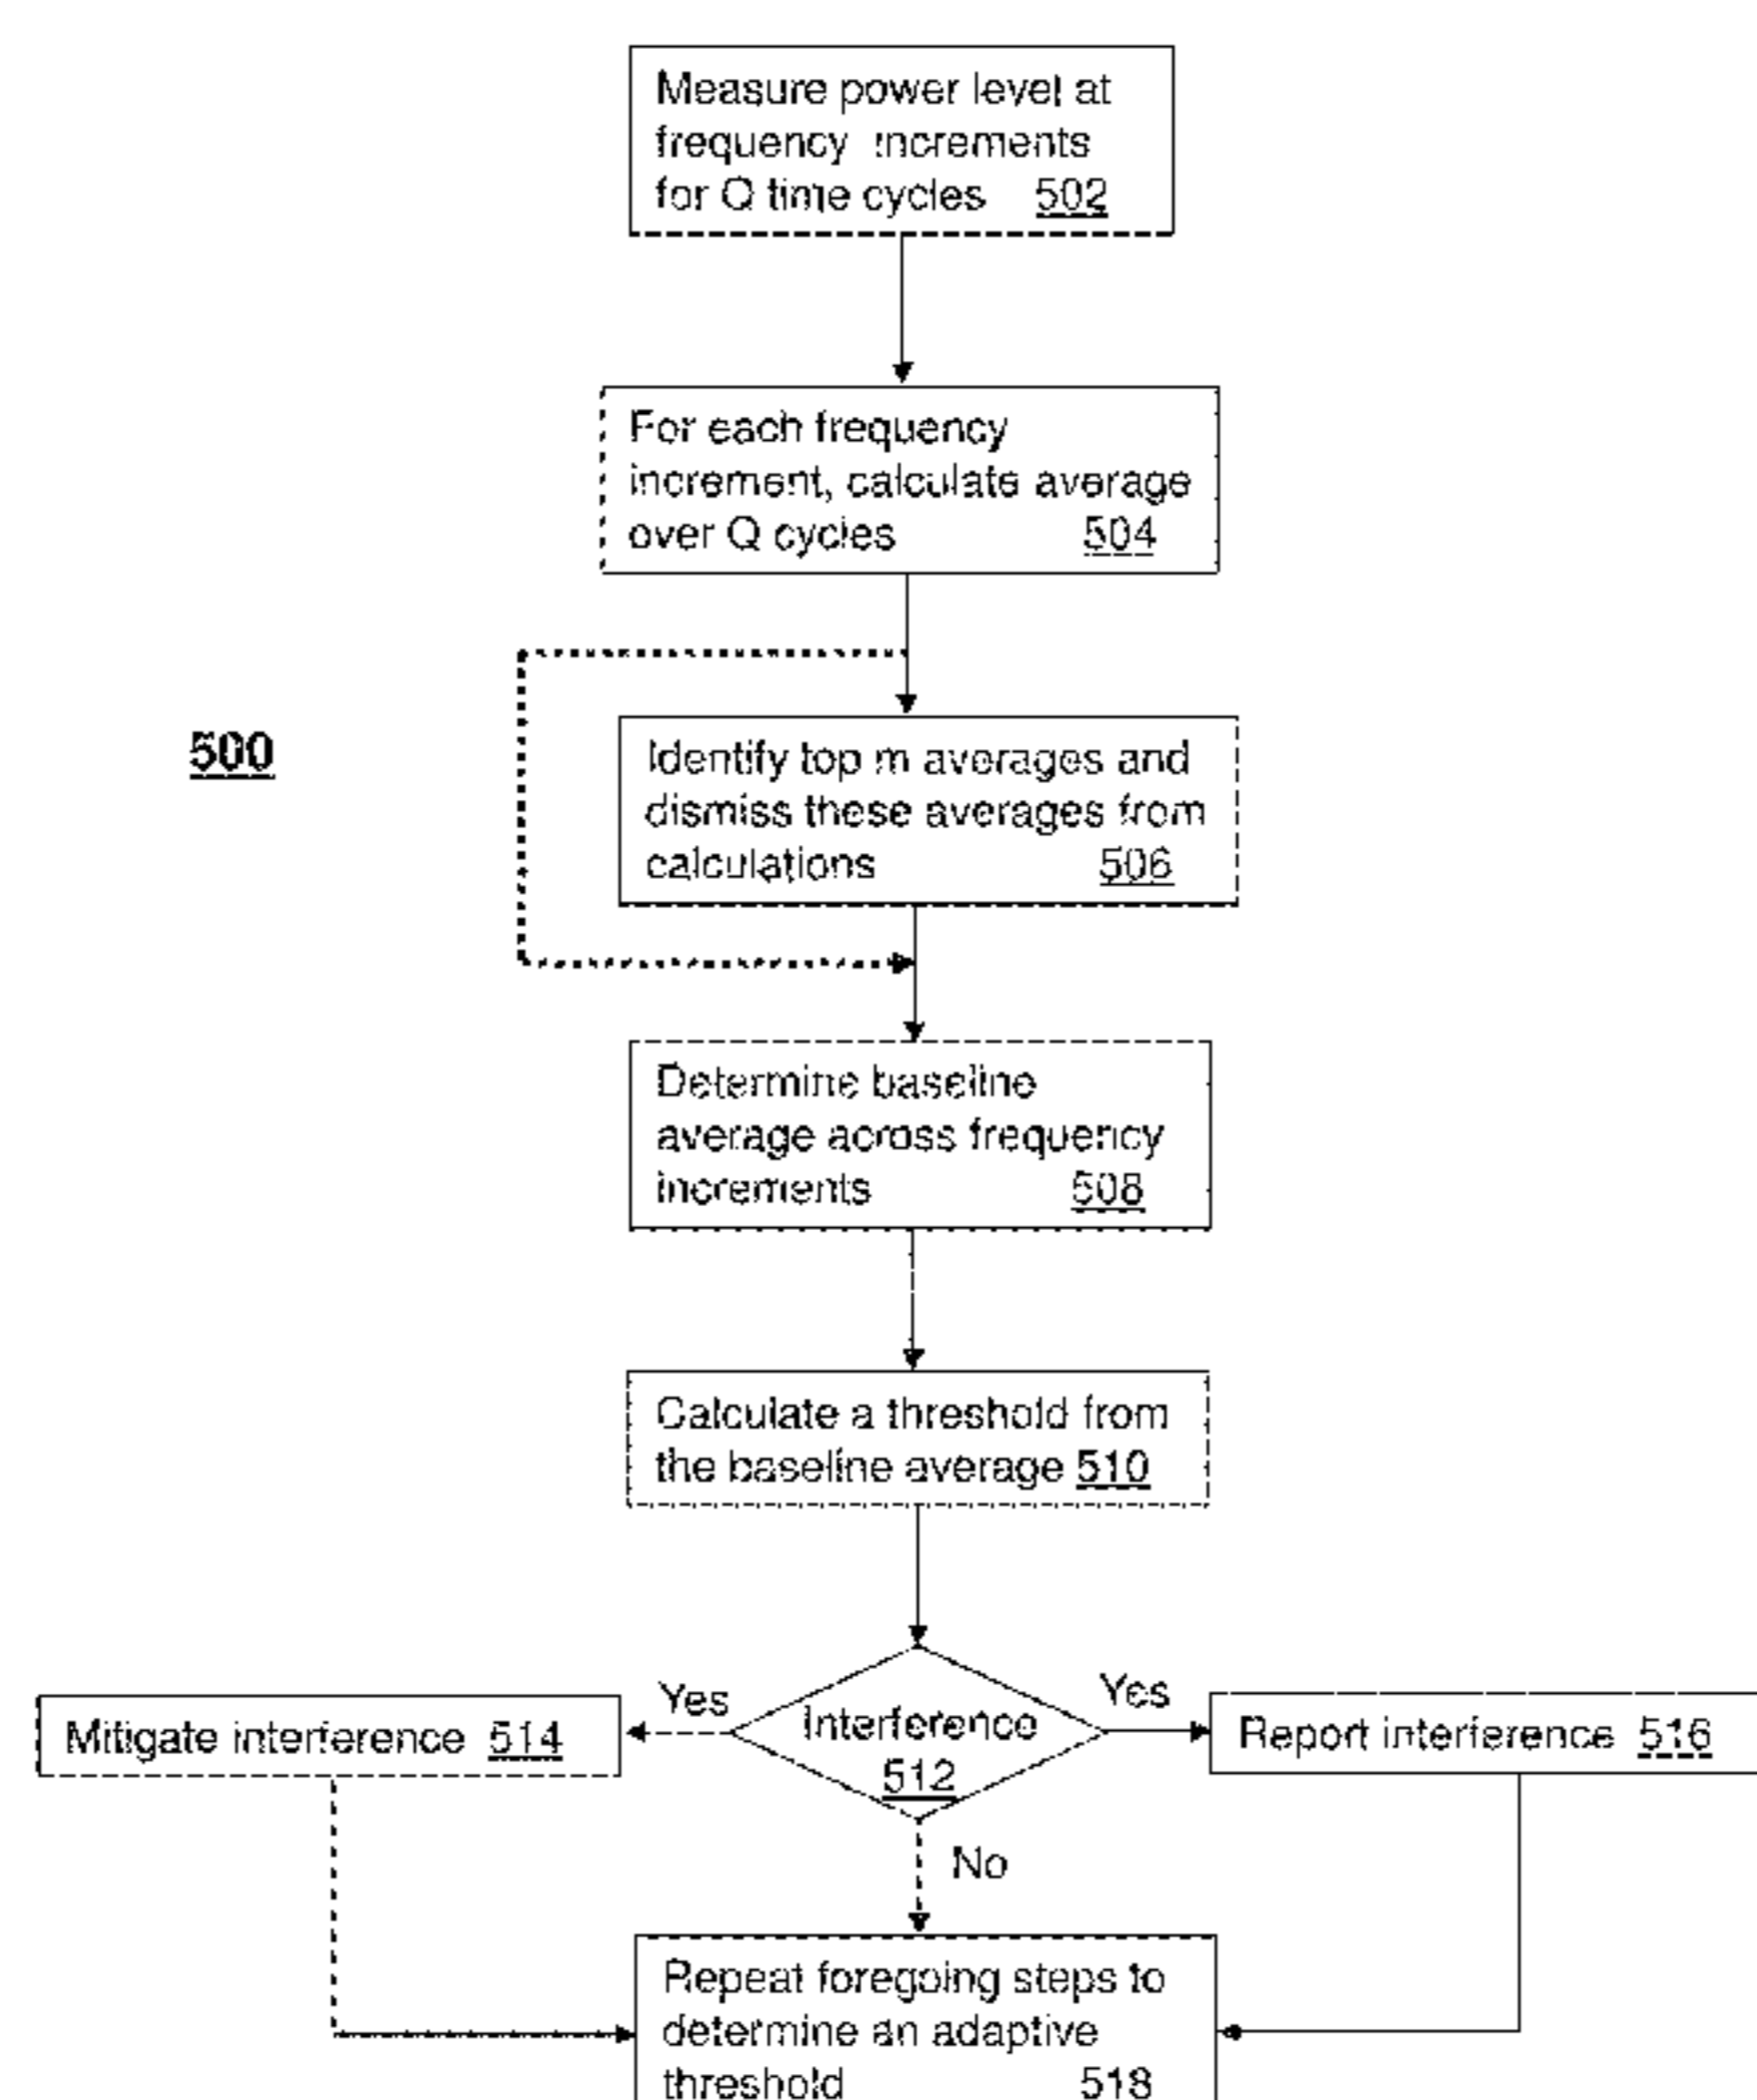 Measure power level at
frequency increments
for Q time cycles 502
For each frequency
increment, calculate average
over Q cycles 504
500
Identify top m averages and
dismiss these averages from
calculations 506
Determine baseline
average across frequency
increments 508
Calculate a threshold from
the baseline average 510
Yes
Yes
Mitigate interference 514
Interference
512
Report interference 516
No
Repeat foregoing steps to
determine an adaptive
threshold 518